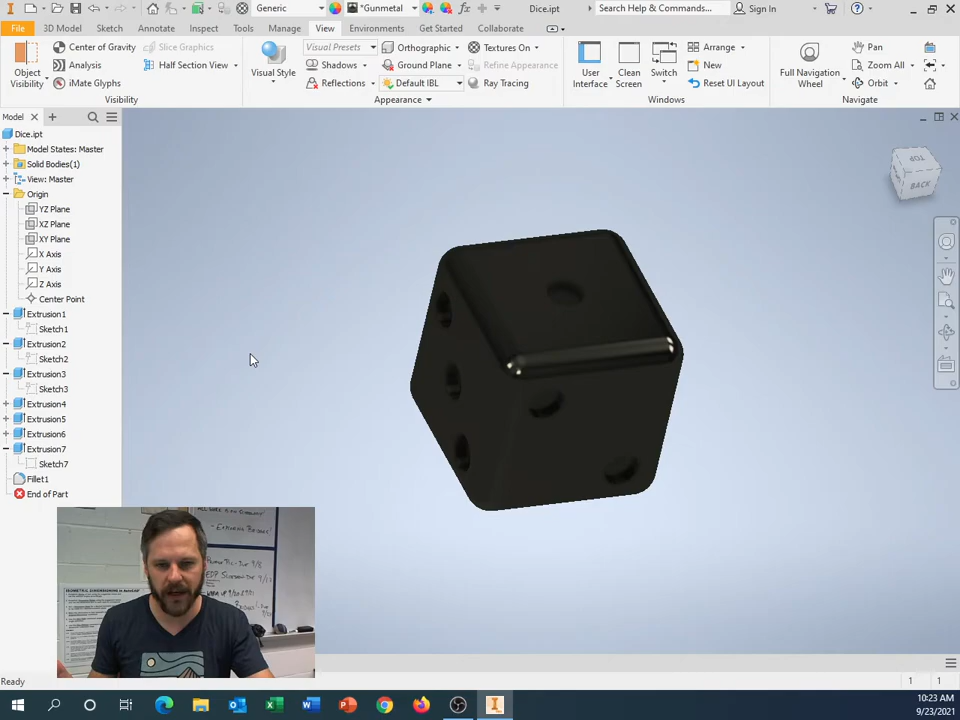 Generic
*Gunmetal
fx
Dice.ipt
Search Help & Commands...
Sign In
File
3D Model
Sketch
Annotate
Inspect
Tools
Manage
View
Environments
Get Started
Collaborate
Object
Visibility
Center of Gravity
Analysis
iMate Glyphs
Slice Graphics
Half Section View
Visibility
Visual Style
Visual Presets
Shadows
Reflections
Orthographic
Ground Plane
Default IBL
Textures On
Refine Appearance
Ray Tracing
Appearance
User
Interface
Clean
Screen
Switch
Arrange
New
Reset UI Layout
Windows
Full Navigation
Wheel
Pan
Zoom All
Orbit
Navigate
Model
Dice.ipt
Model States: Master
Solid Bodies(1)
View: Master
Origin
YZ Plane
XZ Plane
XY Plane
X Axis
Y Axis
Z Axis
Center Point
Extrusion1
Sketch1
Extrusion2
Sketch2
Extrusion3
Sketch3
Extrusion4
Extrusion5
Extrusion6
Extrusion7
Sketch7
Fillet1
End of Part
TOP
BACK
Ready
1
1
10:23 AM
9/23/2021